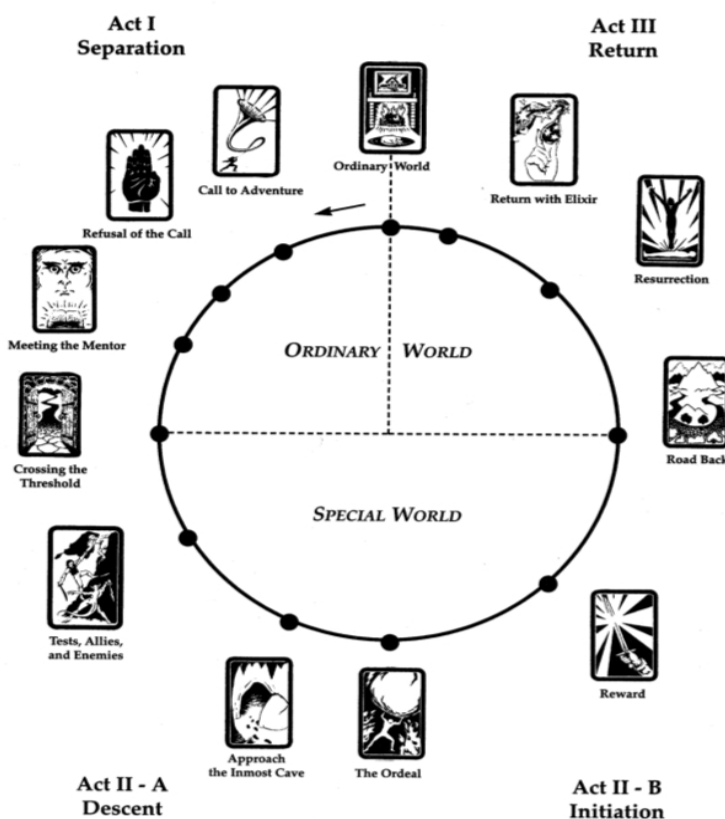 Act I
Separation
Act III
Return
Ordinary World
Call to Adventure
Return with Elixir
Refusal of the Call
Resurrection
Meeting the Mentor
ORDINARY WORLD
Road Back
Crossing the
Threshold
SPECIAL WORLD
Tests, Allies,
and Enemies
Reward
Approach
the Inmost Cave
The Ordeal
Act II - A
Descent
Act II - B
Initiation